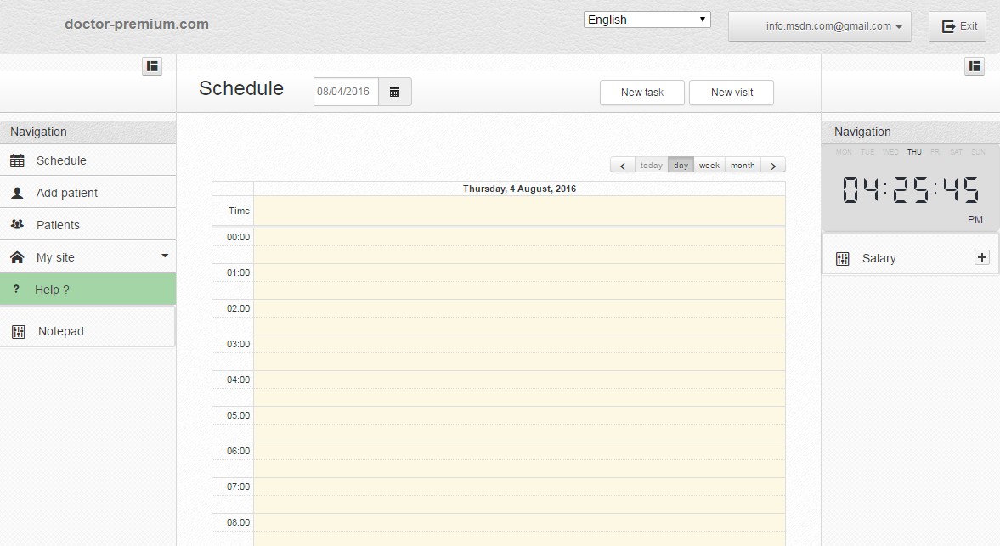 doctor-premium.com
English
info.msdn.com@gmail.com
Exit
Schedule
08/04/2016
New task
New visit
Navigation
Schedule
Add patient
Patients
My site
? Help ?
Notepad
today day week month
Thursday, 4 August, 2016
Time
00:00
01:00
02:00
03:00
04:00
05:00
06:00
07:00
08:00
Navigation
MON TUE WED THU FRI SAT SUN
04:25:45
PM
Salary